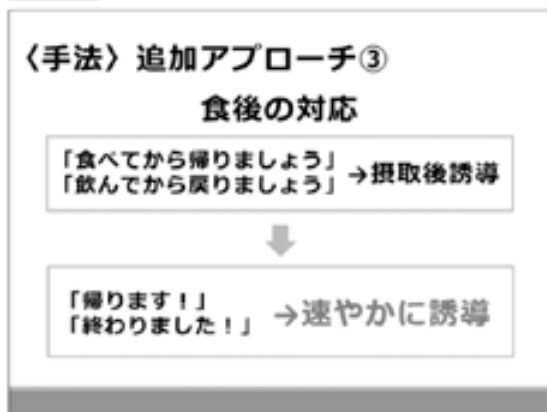 〈手法〉追加アプローチ③
食後の対応
「食べてから帰りましょう」
「飲んでから戻りましょう」
→摂取後誘導
「帰ります！」
「終わりました！」
→速やかに誘導